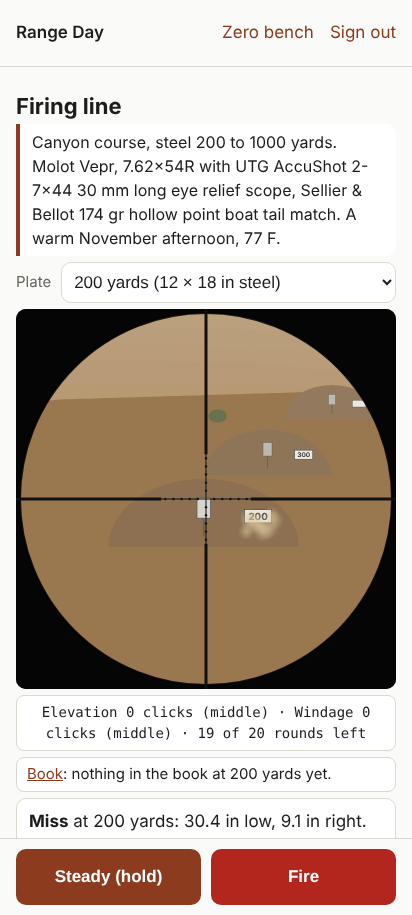 Range Day
Zero bench
Sign out
Firing line
Canyon course, steel 200 to 1000 yards.
Molot Vepr, 7.62×54R with UTG AccuShot 2-
7×44 30 mm long eye relief scope, Sellier &
Bellot 174 gr hollow point boat tail match. A
warm November afternoon, 77 F.
Plate
200 yards (12 × 18 in steel)
300
200
Elevation 0 clicks (middle) · Windage 0
clicks (middle) · 19 of 20 rounds left
Book: nothing in the book at 200 yards yet.
Miss at 200 yards: 30.4 in low, 9.1 in right.
Steady (hold)
Fire